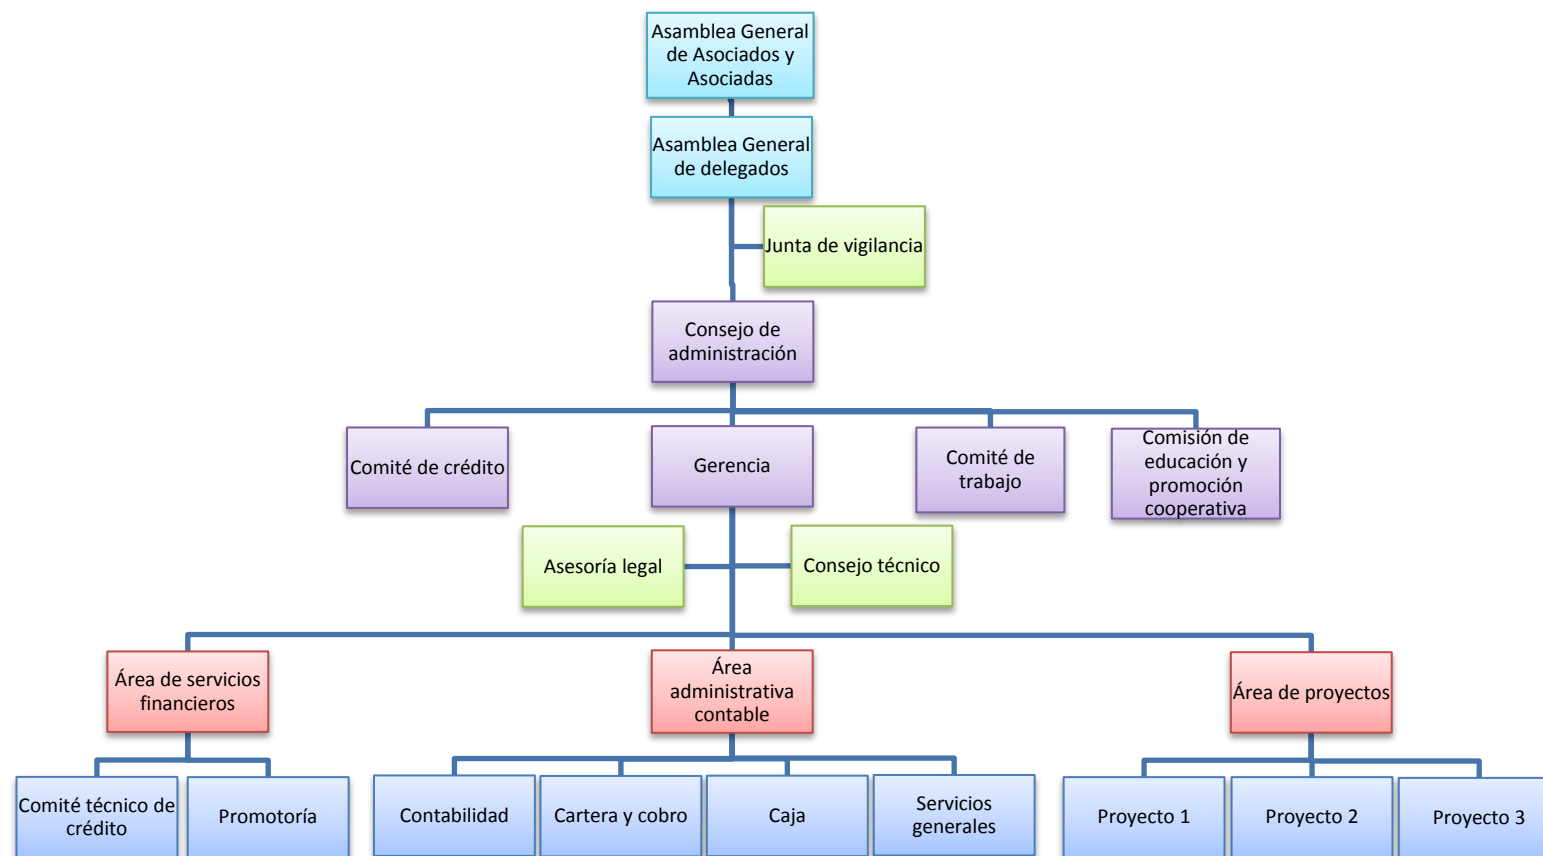 Asamblea General
de Asociados y
Asociadas
Asamblea General
de delegados
Junta de vigilancia
Consejo de
administración
Comité de crédito
Gerencia
Comité de
trabajo
Comisión de
educación y
promoción
cooperativa
Asesoría legal
Consejo técnico
Área de servicios
financieros
Área
administrativa
contable
Área de proyectos
Comité técnico de
crédito
Promotoría
Contabilidad
Cartera y cobro
Caja
Servicios
generales
Proyecto 1
Proyecto 2
Proyecto 3